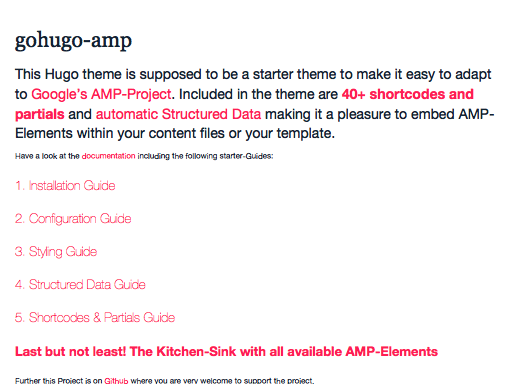 gohugo-amp
This Hugo theme is supposed to be a starter theme to make it easy to adapt
to Google's AMP-Project. Included in the theme are 40+ shortcodes and
partials and automatic Structured Data making it a pleasure to embed AMP-
Elements within your content files or your template.
Have a look at the documentation including the following starter-Guides:
1. Installation Guide
2. Configuration Guide
3. Styling Guide
4. Structured Data Guide
5. Shortcodes & Partials Guide
Last but not least! The Kitchen-Sink with all available AMP-Elements
Further this Project is on Github where you are very welcome to support the project.